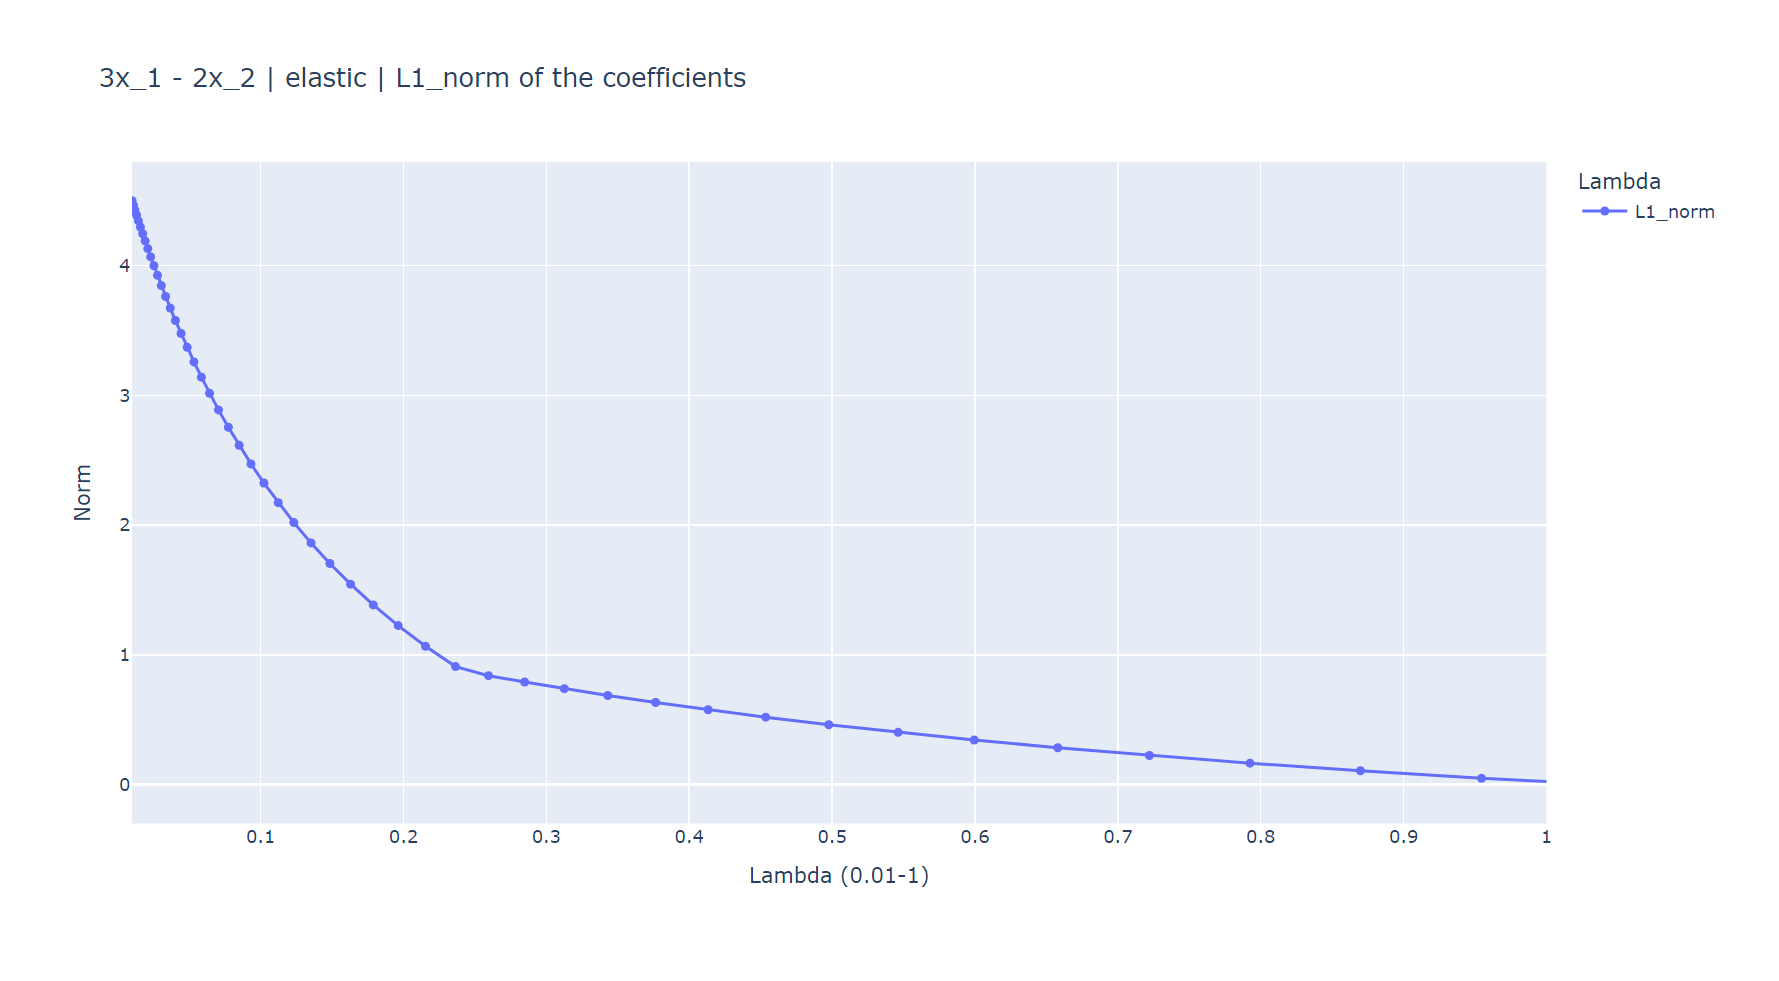 3x_1 - 2x_2 | elastic | L1_norm of the coefficients
Lambda
L1_norm
Norm
4
3
2
1
0
0.1 0.2 0.3 0.4 0.5 0.6 0.7 0.8 0.9 1
Lambda (0.01-1)